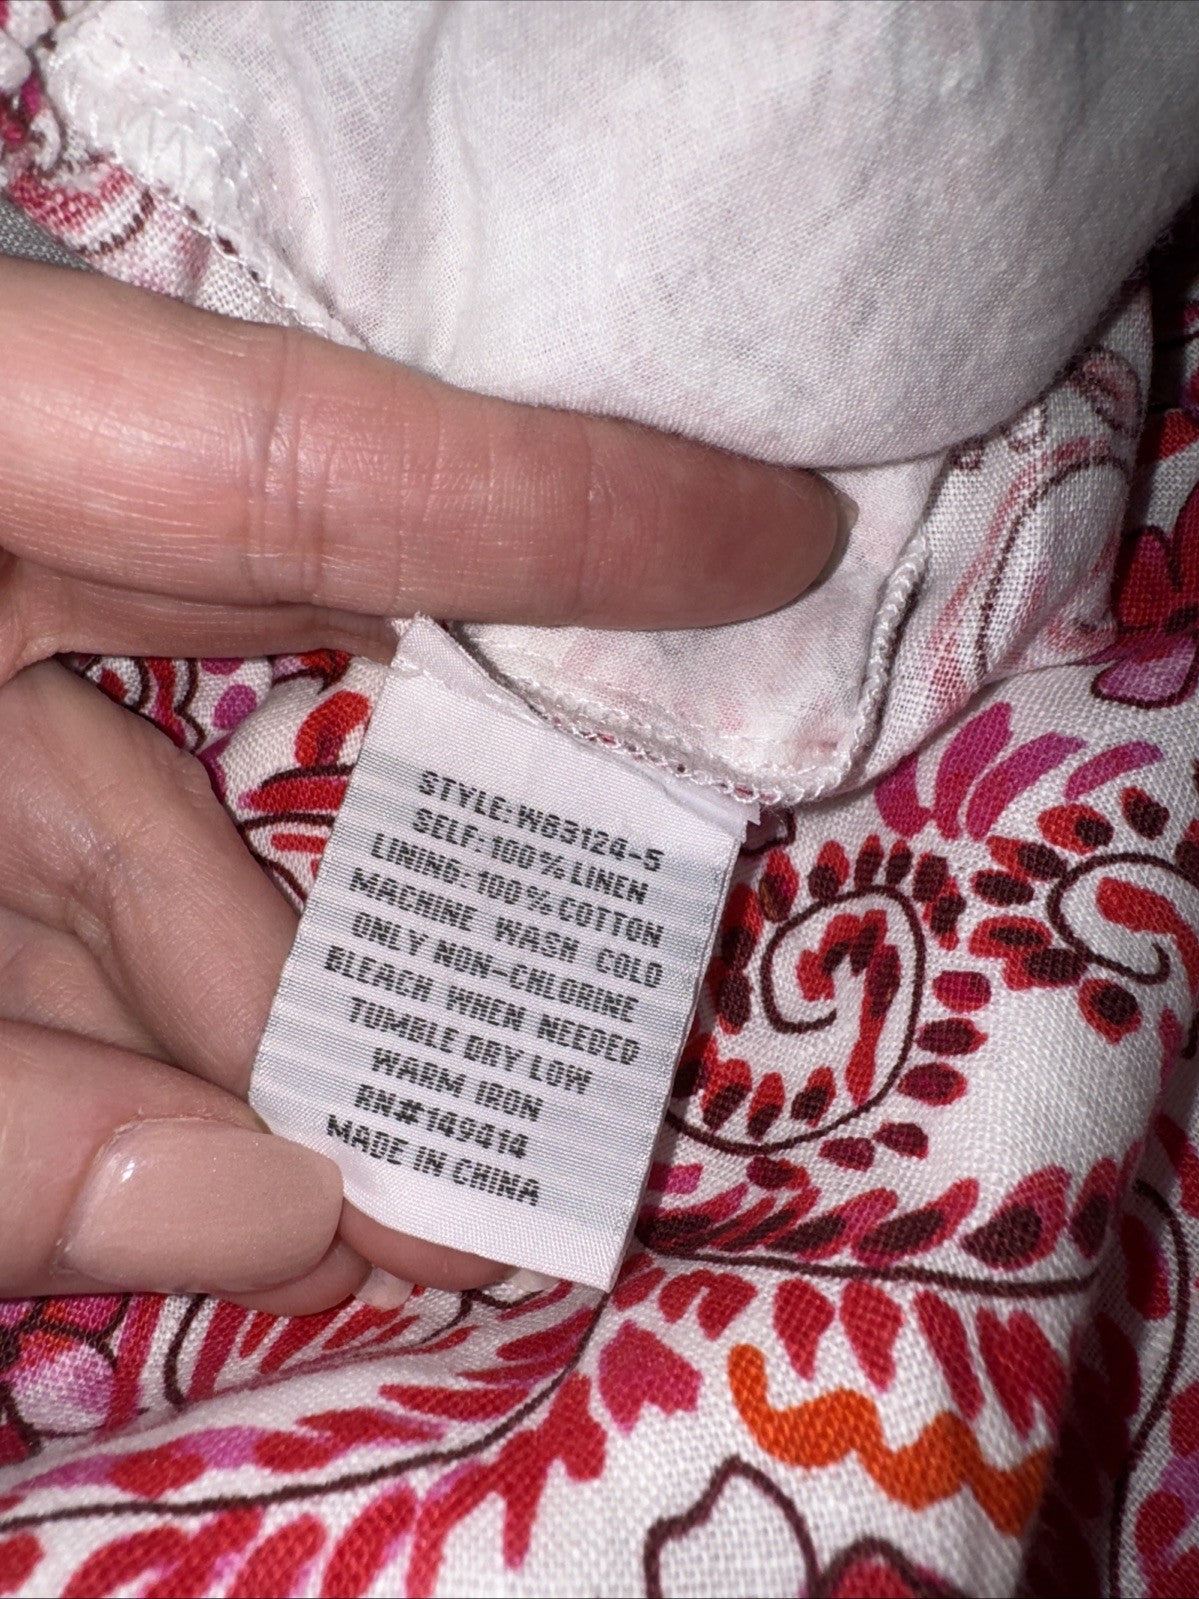 STYLE: W63124-5
SELF: 100% LINEN
LINING: 100% COTTON
MACHINE WASH COLD
ONLY NON-CHLORINE
BLEACH WHEN NEEDED
TUMBLE DRY LOW
WARM IRON
RN#149414
MADE IN CHINA